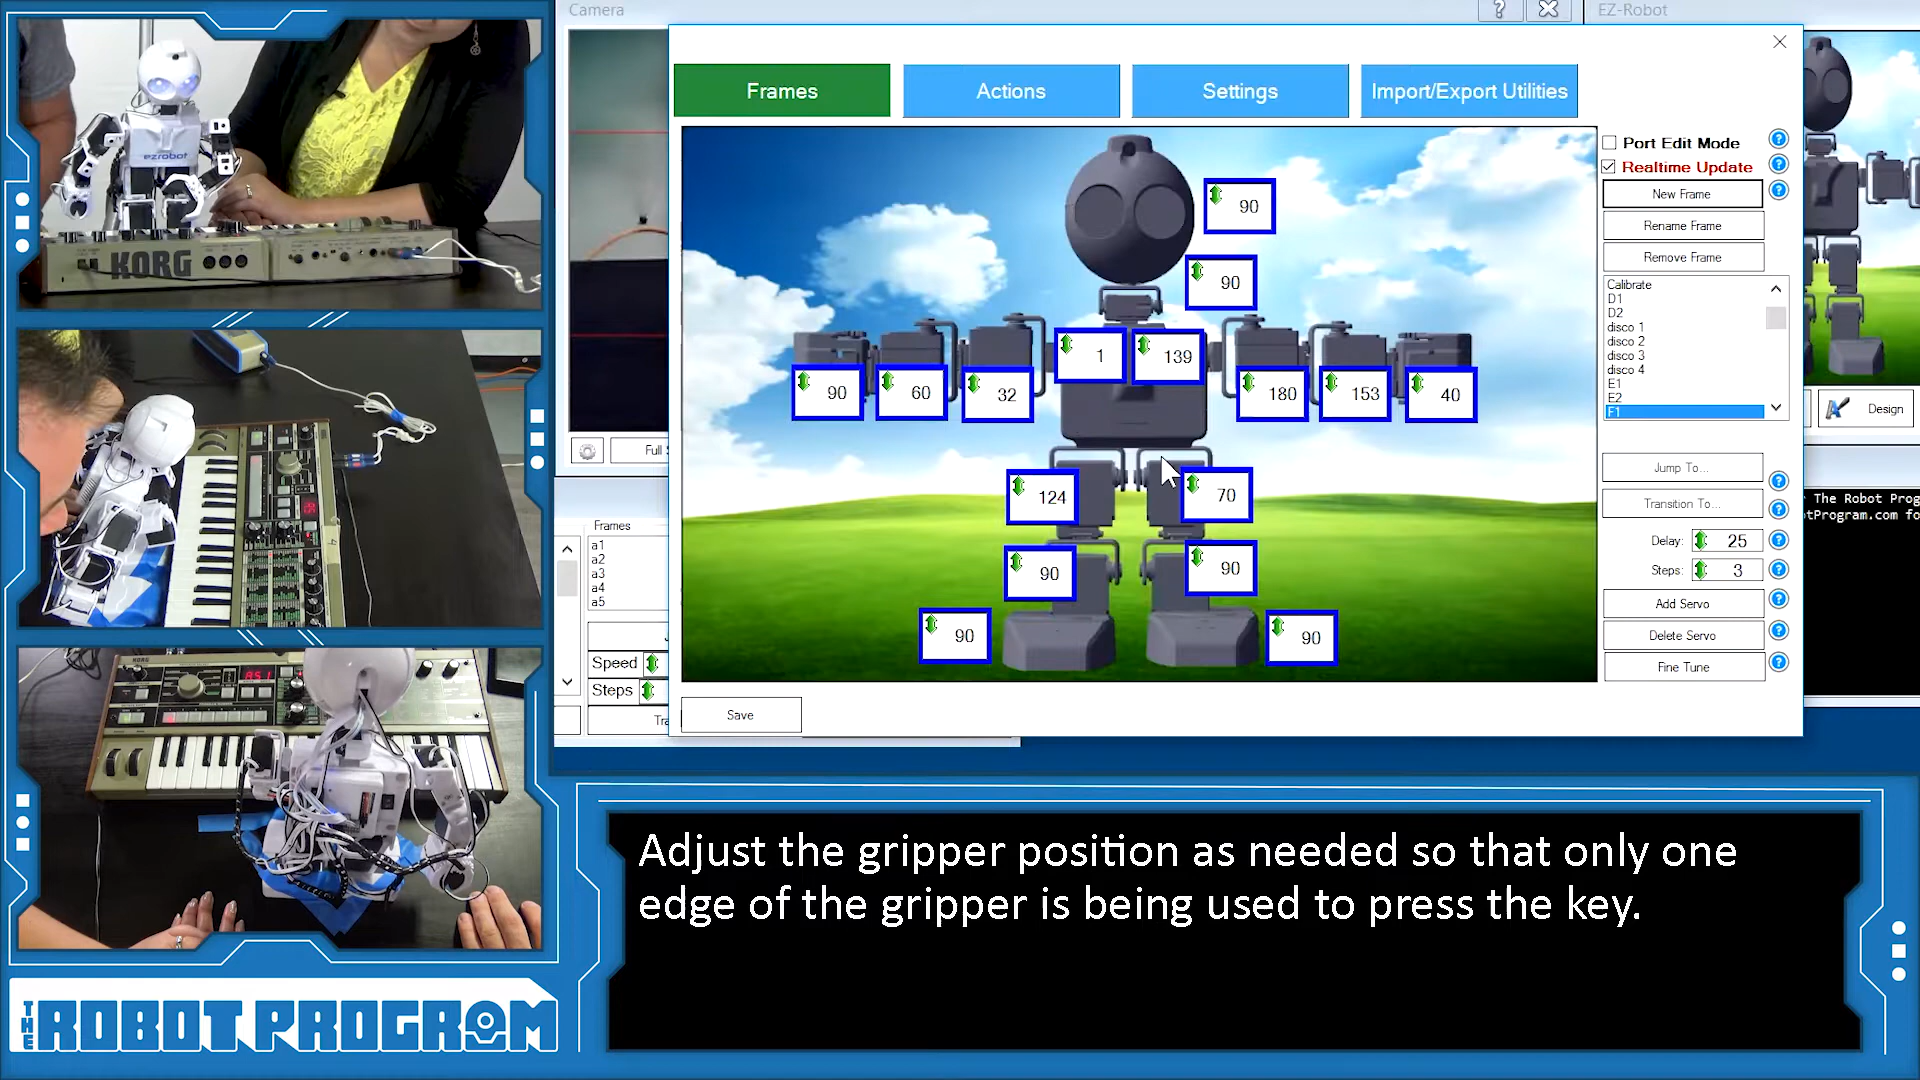 Camera
EZ-Robot
Frames
Actions
Settings
Import/Export Utilities
Port Edit Mode
Realtime Update
New Frame
Rename Frame
Remove Frame
Calibrate
D1
D2
disco 1
disco 2
disco 3
disco 4
E1
E2
F1
Jump To...
Transition To...
Delay: 25
Steps: 3
Add Servo
Delete Servo
Fine Tune
90
90
1
139
90
60
32
180
153
40
124
70
90
90
90
90
Save
Design
Full
Frames
a1
a2
a3
a4
a5
Speed
Steps
The Robot Prog
otProgram.com fo
ezrobot
KORG
KORG
A51
Adjust the gripper position as needed so that only one
edge of the gripper is being used to press the key.
THE ROBOT PROGRAM